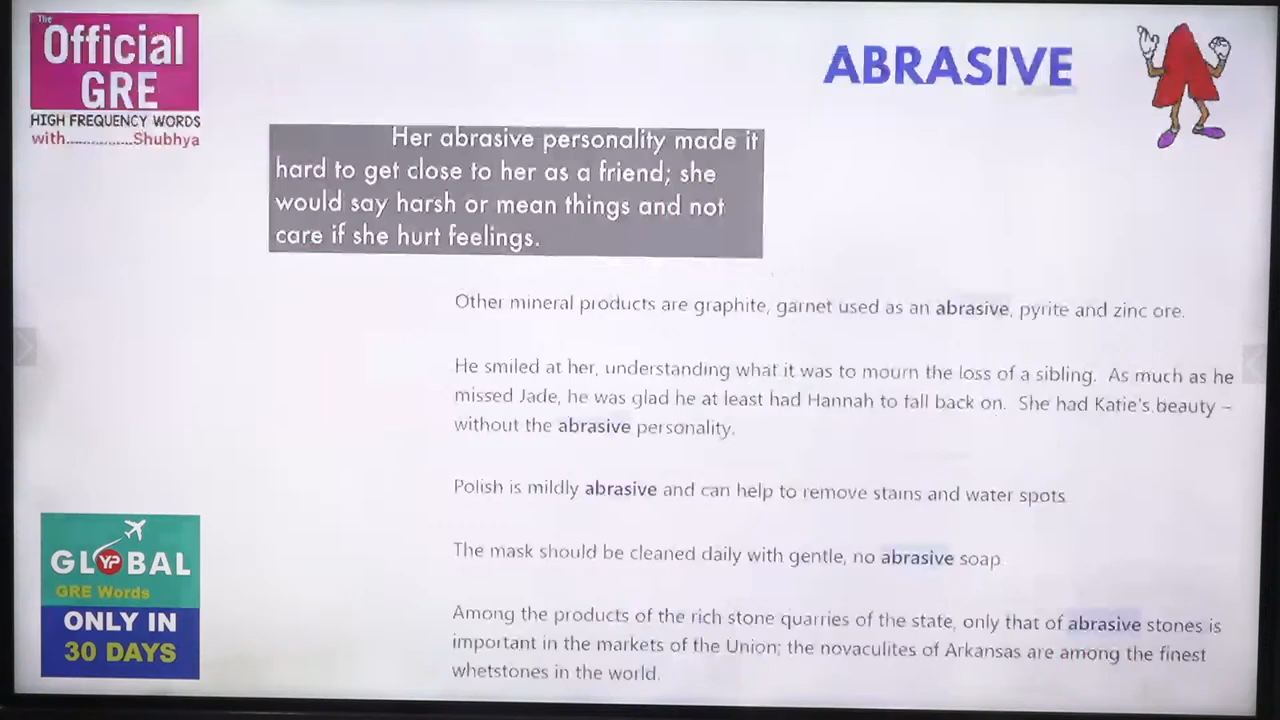 The
Official
GRE
HIGH FREQUENCY WORDS
with...............Shubhya
ABRASIVE
Her abrasive personality made it
hard to get close to her as a friend; she
would say harsh or mean things and not
care if she hurt feelings.
Other mineral products are graphite, garnet used as an abrasive, pyrite and zinc ore.
He smiled at her, understanding what it was to mourn the loss of a sibling. As much as he
missed Jade, he was glad he at least had Hannah to fall back on. She had Katie's beauty –
without the abrasive personality.
Polish is mildly abrasive and can help to remove stains and water spots
The mask should be cleaned daily with gentle, no abrasive soap
Among the products of the rich stone quarries of the state, only that of abrasive stones is
important in the markets of the Union; the novaculites of Arkansas are among the finest
whetstones in the world.
GL YP BAL
GRE Words
ONLY IN
30 DAYS